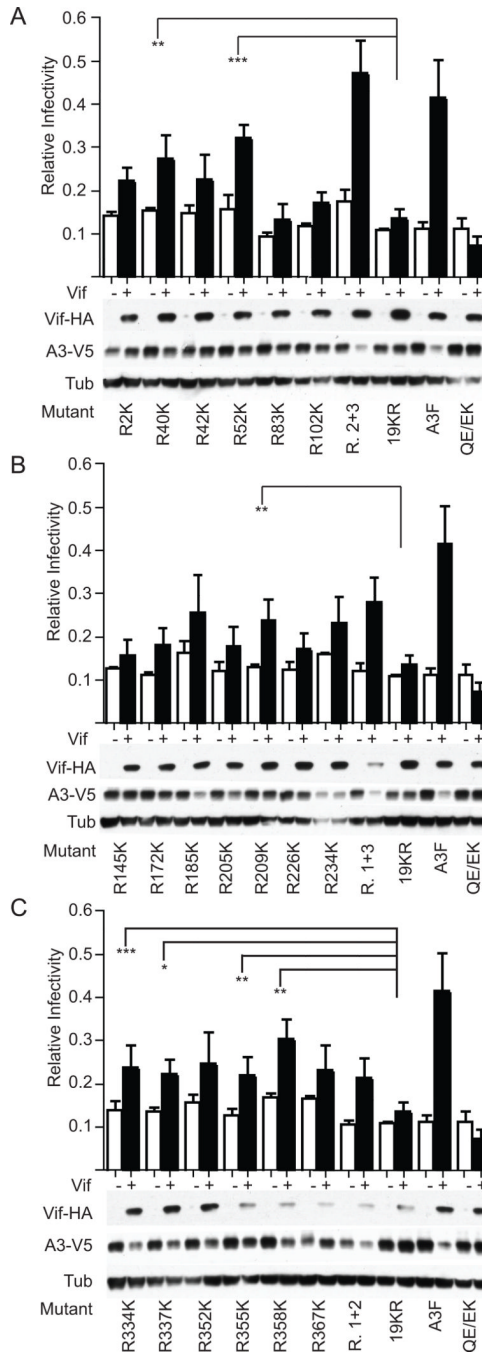 A
0.6
0.5
0.4
0.3
0.2
0.1
Relative Infectivity
**
***
- + - + - + - + - + - + - + - + - + - +
Vif
Vif-HA
A3-V5
Tub
Mutant
R2K R40K R42K R52K R83K R102K R. 2+3 19KR A3F QE/EK
B
0.6
0.5
0.4
0.3
0.2
0.1
Relative Infectivity
**
- + - + - + - + - + - + - + - + - + - + - +
Vif
Vif-HA
A3-V5
Tub
Mutant
R145K R172K R185K R205K R209K R226K R234K R. 1+3 19KR A3F QE/EK
C
0.6
0.5
0.4
0.3
0.2
0.1
Relative Infectivity
***
*
**
**
- + - + - + - + - + - + - + - + - + - +
Vif
Vif-HA
A3-V5
Tub
Mutant
R334K R337K R352K R355K R358K R367K R. 1+2 19KR A3F QE/EK